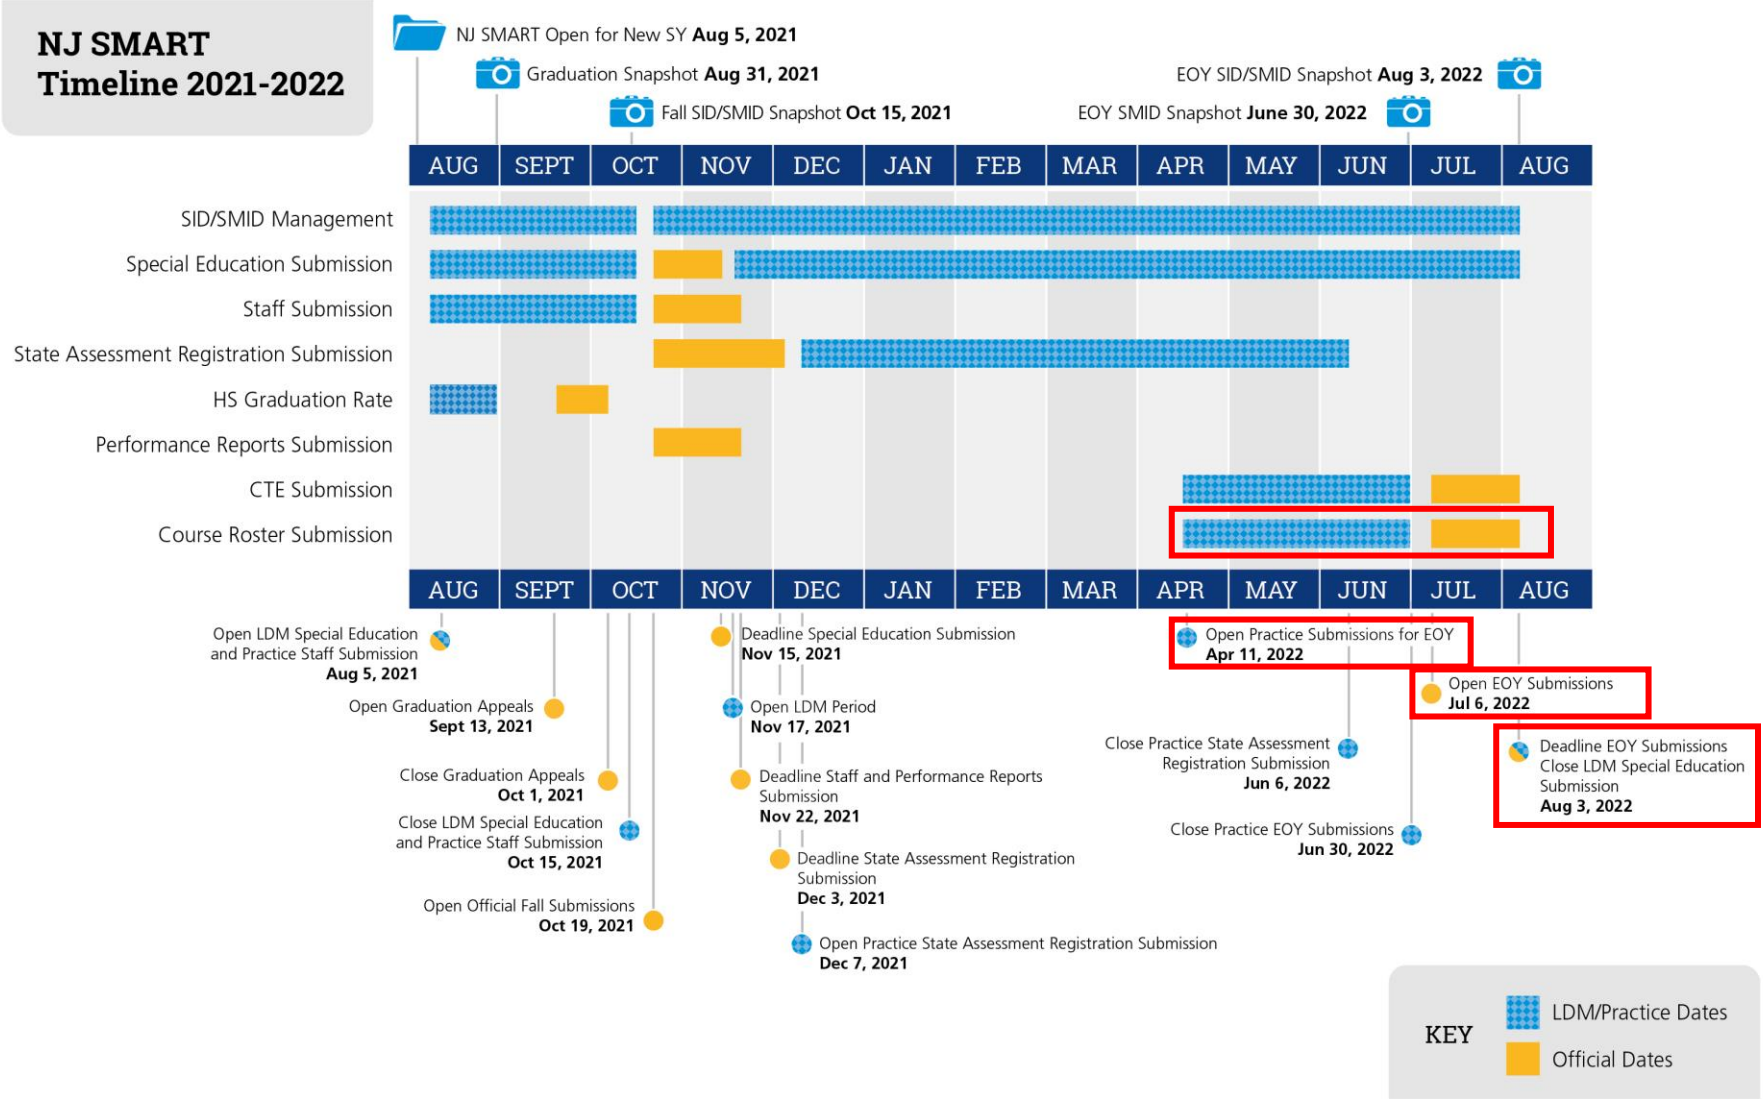 NJ SMART
Timeline 2021-2022
NJ SMART Open for New SY Aug 5, 2021
Graduation Snapshot Aug 31, 2021
Fall SID/SMID Snapshot Oct 15, 2021
EOY SID/SMID Snapshot Aug 3, 2022
EOY SMID Snapshot June 30, 2022
AUG SEPT OCT NOV DEC JAN FEB MAR APR MAY JUN JUL AUG
SID/SMID Management
Special Education Submission
Staff Submission
State Assessment Registration Submission
HS Graduation Rate
Performance Reports Submission
CTE Submission
Course Roster Submission
AUG SEPT OCT NOV DEC JAN FEB MAR APR MAY JUN JUL AUG
Open LDM Special Education
and Practice Staff Submission
Aug 5, 2021
Open Graduation Appeals
Sept 13, 2021
Close Graduation Appeals
Oct 1, 2021
Close LDM Special Education
and Practice Staff Submission
Oct 15, 2021
Open Official Fall Submissions
Oct 19, 2021
Deadline Special Education Submission
Nov 15, 2021
Open LDM Period
Nov 17, 2021
Deadline Staff and Performance Reports
Submission
Nov 22, 2021
Deadline State Assessment Registration
Submission
Dec 3, 2021
Open Practice State Assessment Registration Submission
Dec 7, 2021
Open Practice Submissions for EOY
Apr 11, 2022
Close Practice State Assessment
Registration Submission
Jun 6, 2022
Close Practice EOY Submissions
Jun 30, 2022
Open EOY Submissions
Jul 6, 2022
Deadline EOY Submissions
Close LDM Special Education
Submission
Aug 3, 2022
KEY
LDM/Practice Dates
Official Dates